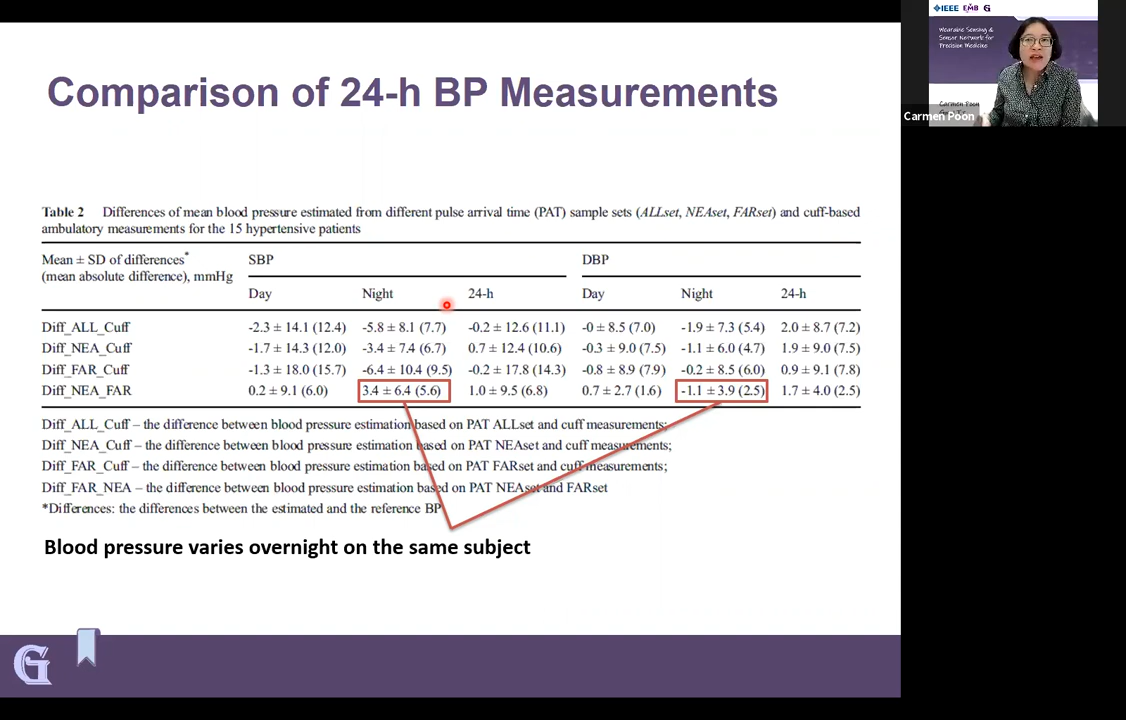 Comparison of 24-h BP Measurements
Table 2 Differences of mean blood pressure estimated from different pulse arrival time (PAT) sample sets (ALLset, NEAset, FARset) and cuff-based
ambulatory measurements for the 15 hypertensive patients
Mean ± SD of differences* SBP DBP
(mean absolute difference), mmHg
Day Night 24-h Day Night 24-h
Diff_ALL_Cuff -2.3 ± 14.1 (12.4) -5.8 ± 8.1 (7.7) -0.2 ± 12.6 (11.1) -0 ± 8.5 (7.0) -1.9 ± 7.3 (5.4) 2.0 ± 8.7 (7.2)
Diff_NEA_Cuff -1.7 ± 14.3 (12.0) -3.4 ± 7.4 (6.7) 0.7 ± 12.4 (10.6) -0.3 ± 9.0 (7.5) -1.1 ± 6.0 (4.7) 1.9 ± 9.0 (7.5)
Diff_FAR_Cuff -1.3 ± 18.0 (15.7) -6.4 ± 10.4 (9.5) -0.2 ± 17.8 (14.3) -0.8 ± 8.9 (7.9) -0.2 ± 8.5 (6.0) 0.9 ± 9.1 (7.8)
Diff_NEA_FAR 0.2 ± 9.1 (6.0) 3.4 ± 6.4 (5.6) 1.0 ± 9.5 (6.8) 0.7 ± 2.7 (1.6) -1.1 ± 3.9 (2.5) 1.7 ± 4.0 (2.5)
Diff_ALL_Cuff – the difference between blood pressure estimation based on PAT ALLset and cuff measurements;
Diff_NEA_Cuff – the difference between blood pressure estimation based on PAT NEAset and cuff measurements;
Diff_FAR_Cuff – the difference between blood pressure estimation based on PAT FARset and cuff measurements;
Diff_FAR_NEA – the difference between blood pressure estimation based on PAT NEAset and FARset
*Differences: the differences between the estimated and the reference BP
Blood pressure varies overnight on the same subject
G
IEEE EMB G
Wearable Sensing &
Sensor Network for
Precision Medicine
Carmen Poon
Carmen Poon